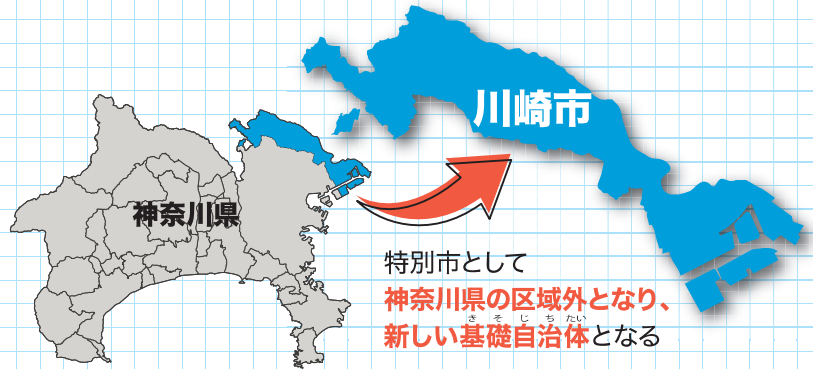 川崎市
神奈川県
特別市として
神奈川県の区域外となり、
きそじちたい
新しい基礎自治体となる